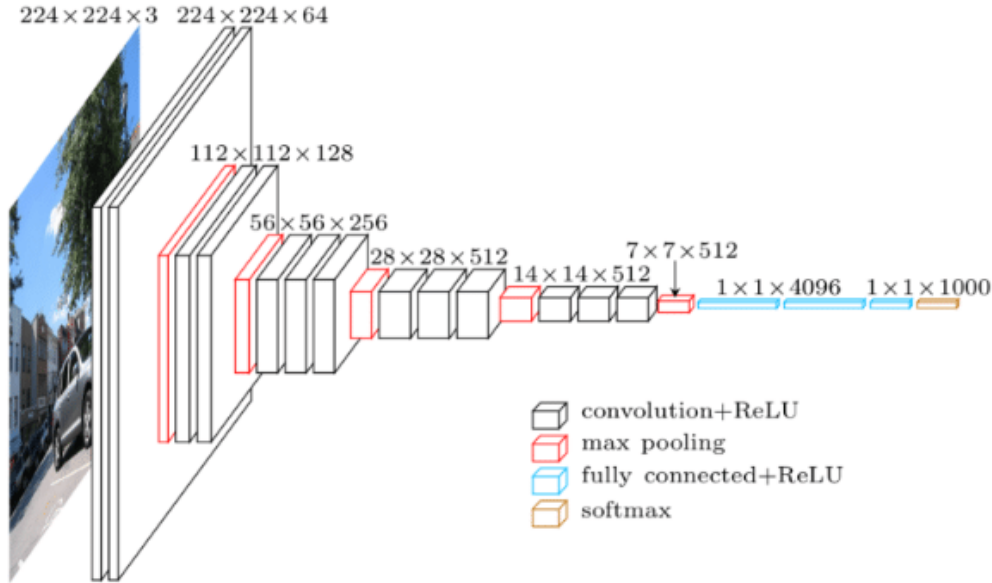 224×224×3
224×224×64
112×112×128
56×56×256
28×28×512
14×14×512
7×7×512
1×1×4096
1×1×1000
convolution+ReLU
max pooling
fully connected+ReLU
softmax